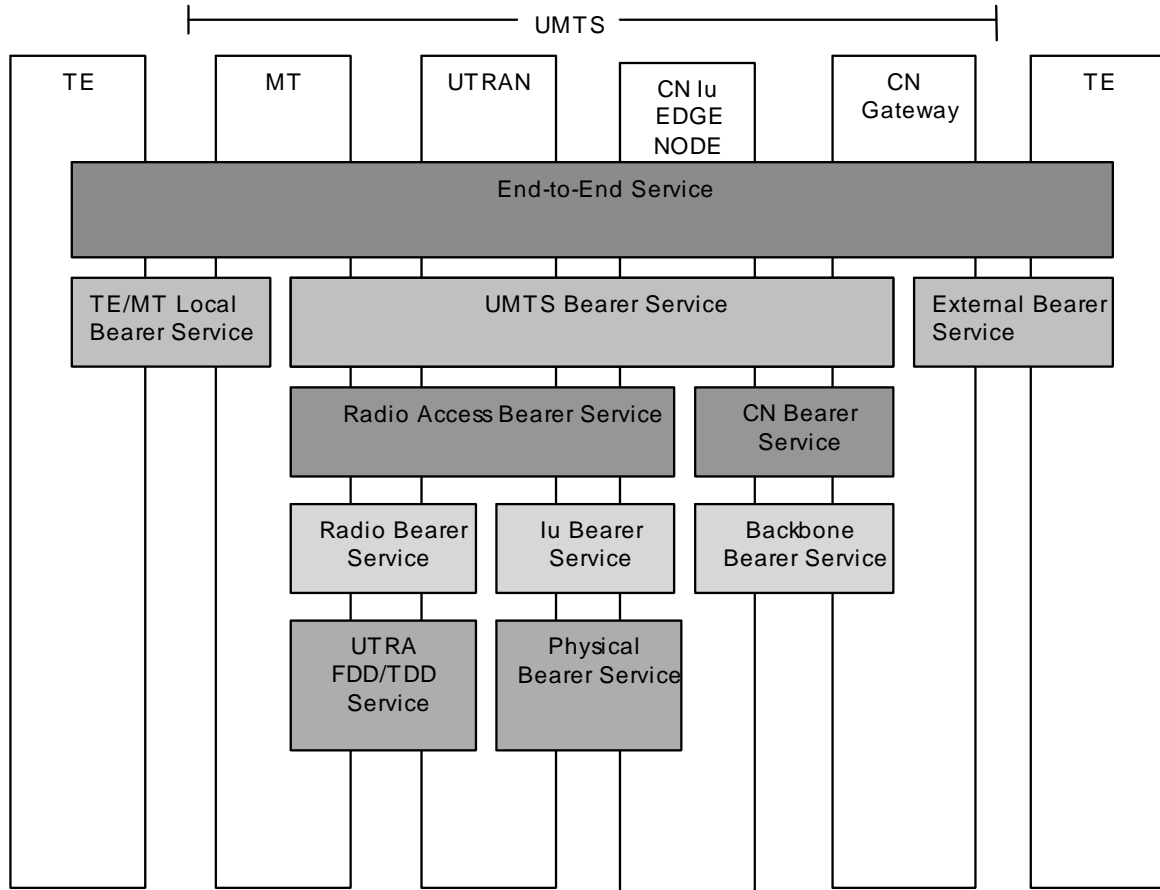 UMTS
TE
MT
UTRAN
CN Iu
EDGE
NODE
CN
Gateway
TE
End-to-End Service
TE/MT Local
Bearer Service
UMTS Bearer Service
External Bearer
Service
Radio Access Bearer Service
CN Bearer
Service
Radio Bearer
Service
Iu Bearer
Service
Backbone
Bearer Service
UTRA
FDD/TDD
Service
Physical
Bearer Service